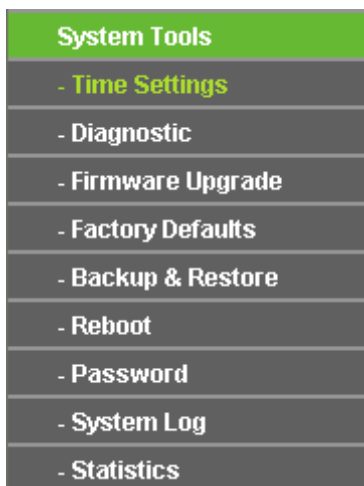 System Tools
- Time Settings
- Diagnostic
- Firmware Upgrade
- Factory Defaults
- Backup & Restore
- Reboot
- Password
- System Log
- Statistics